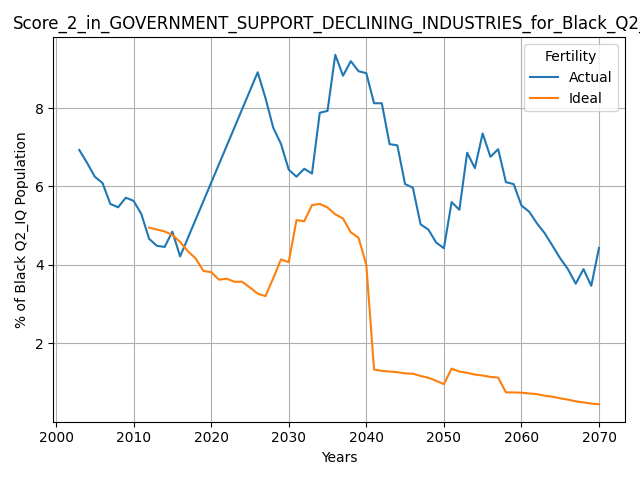 Score_2_in_GOVERNMENT_SUPPORT_DECLINING_INDUSTRIES_for_Black_Q2_
Fertility
Actual
Ideal
% of Black Q2_IQ Population
8
6
4
2
2000 2010 2020 2030 2040 2050 2060 2070
Years